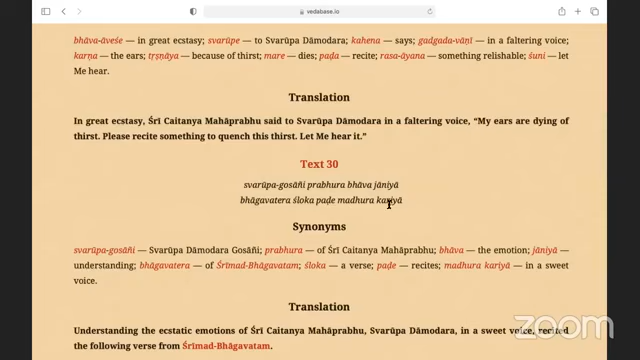 vedabase.io
bhāva-āveśe — in great ecstasy; svarūpe — to Svarūpa Dāmodara; kahena — says; gadgada-vāṇī — in a faltering voice;
karṇa — the ears; tṛṣṇāya — because of thirst; mare — dies; paḍa — recite; rasa-āyana — something relishable; śuni — let
Me hear.
Translation
In great ecstasy, Śrī Caitanya Mahāprabhu said to Svarūpa Dāmodara in a faltering voice, “My ears are dying of
thirst. Please recite something to quench this thirst. Let Me hear it.”
Text 30
svarūpa-gosāñi prabhura bhāva jāniyā
bhāgavatera śloka paḍe madhura kariyā
Synonyms
svarūpa-gosāñi — Svarūpa Dāmodara Gosāñi; prabhura — of Śrī Caitanya Mahāprabhu; bhāva — the emotion; jāniyā —
understanding; bhāgavatera — of Śrīmad-Bhāgavatam; śloka — a verse; paḍe — recites; madhura kariyā — in a sweet
voice.
Translation
Understanding the ecstatic emotions of Śrī Caitanya Mahāprabhu, Svarūpa Dāmodara, in a sweet voice, recited
the following verse from Śrīmad-Bhāgavatam.
zoom